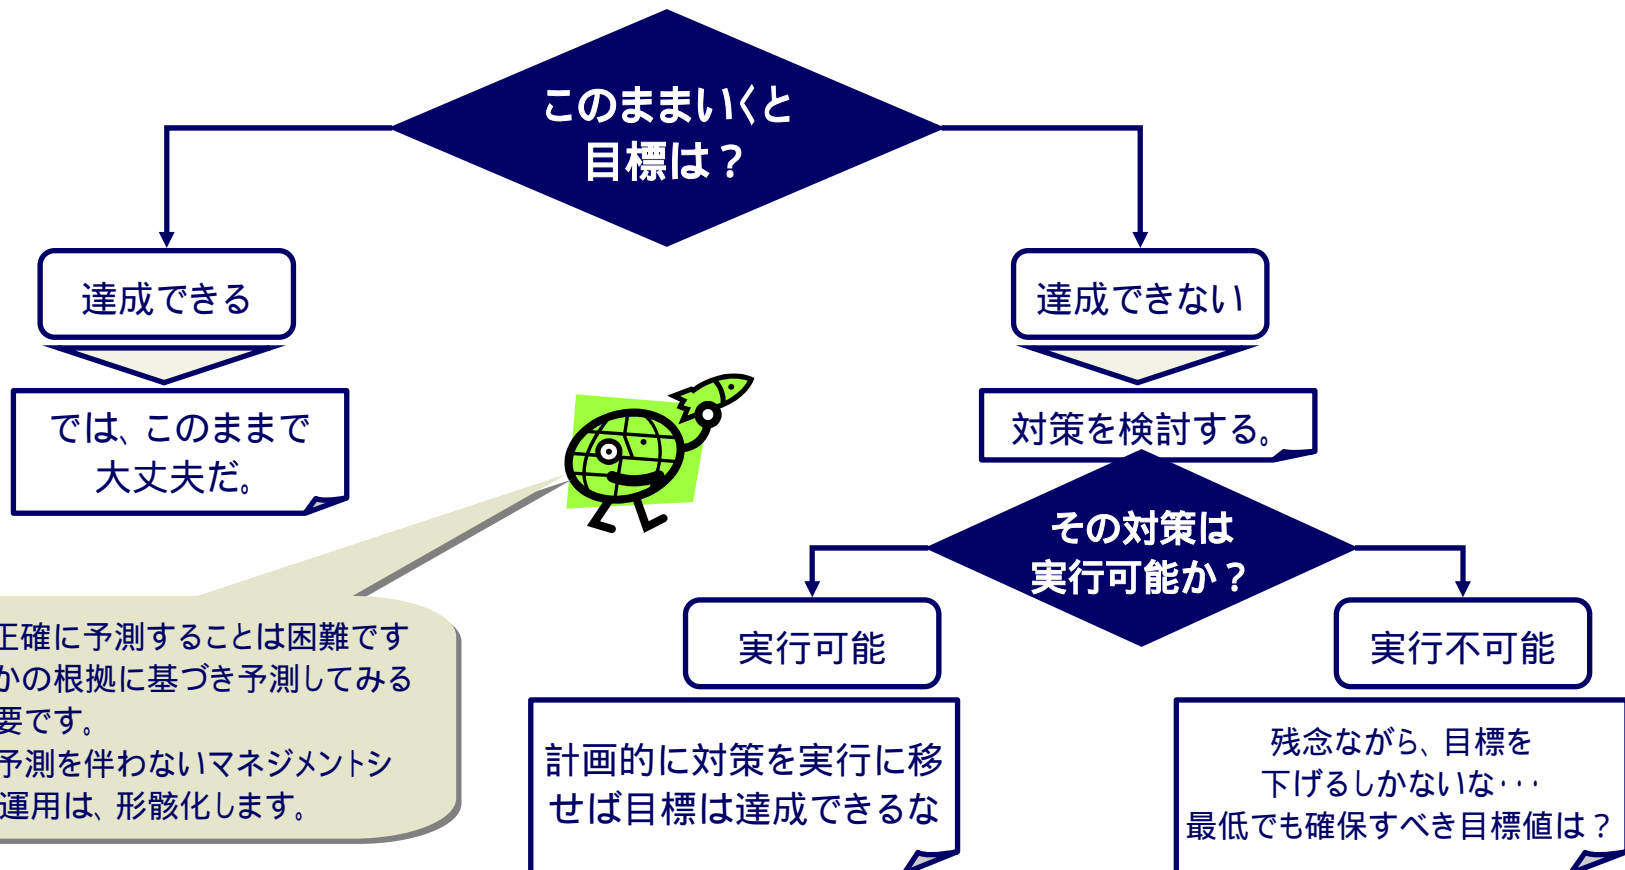 このままいくと
目標は？
達成できる
達成できない
では、このままで
大丈夫だ。
対策を検討する。
その対策は
実行可能か？
実行可能
実行不可能
正確に予測することは困難です
かの根拠に基づき予測してみる
要です。
予測を伴わないマネジメントシ
運用は、形骸化します。
計画的に対策を実行に移
せば目標は達成できるな
残念ながら、目標を
下げるしかないな・・・
最低でも確保すべき目標値は？